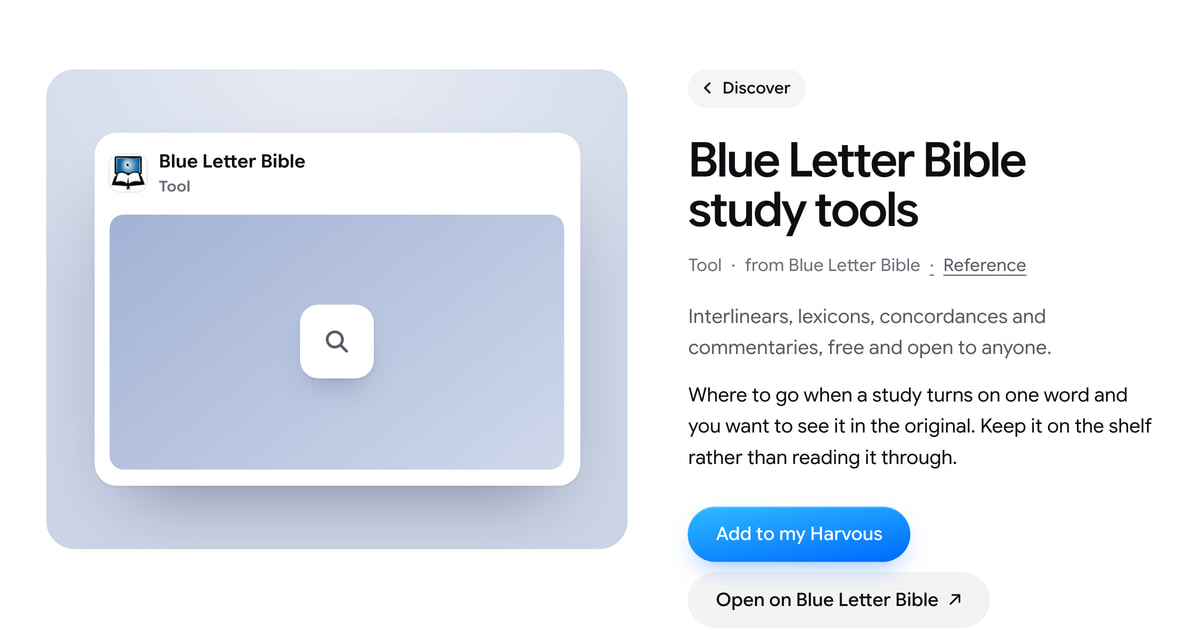 Blue Letter Bible
Tool
Discover
Blue Letter Bible
study tools
Tool · from Blue Letter Bible · Reference
Interlinears, lexicons, concordances and
commentaries, free and open to anyone.
Where to go when a study turns on one word and
you want to see it in the original. Keep it on the shelf
rather than reading it through.
Add to my Harvous
Open on Blue Letter Bible